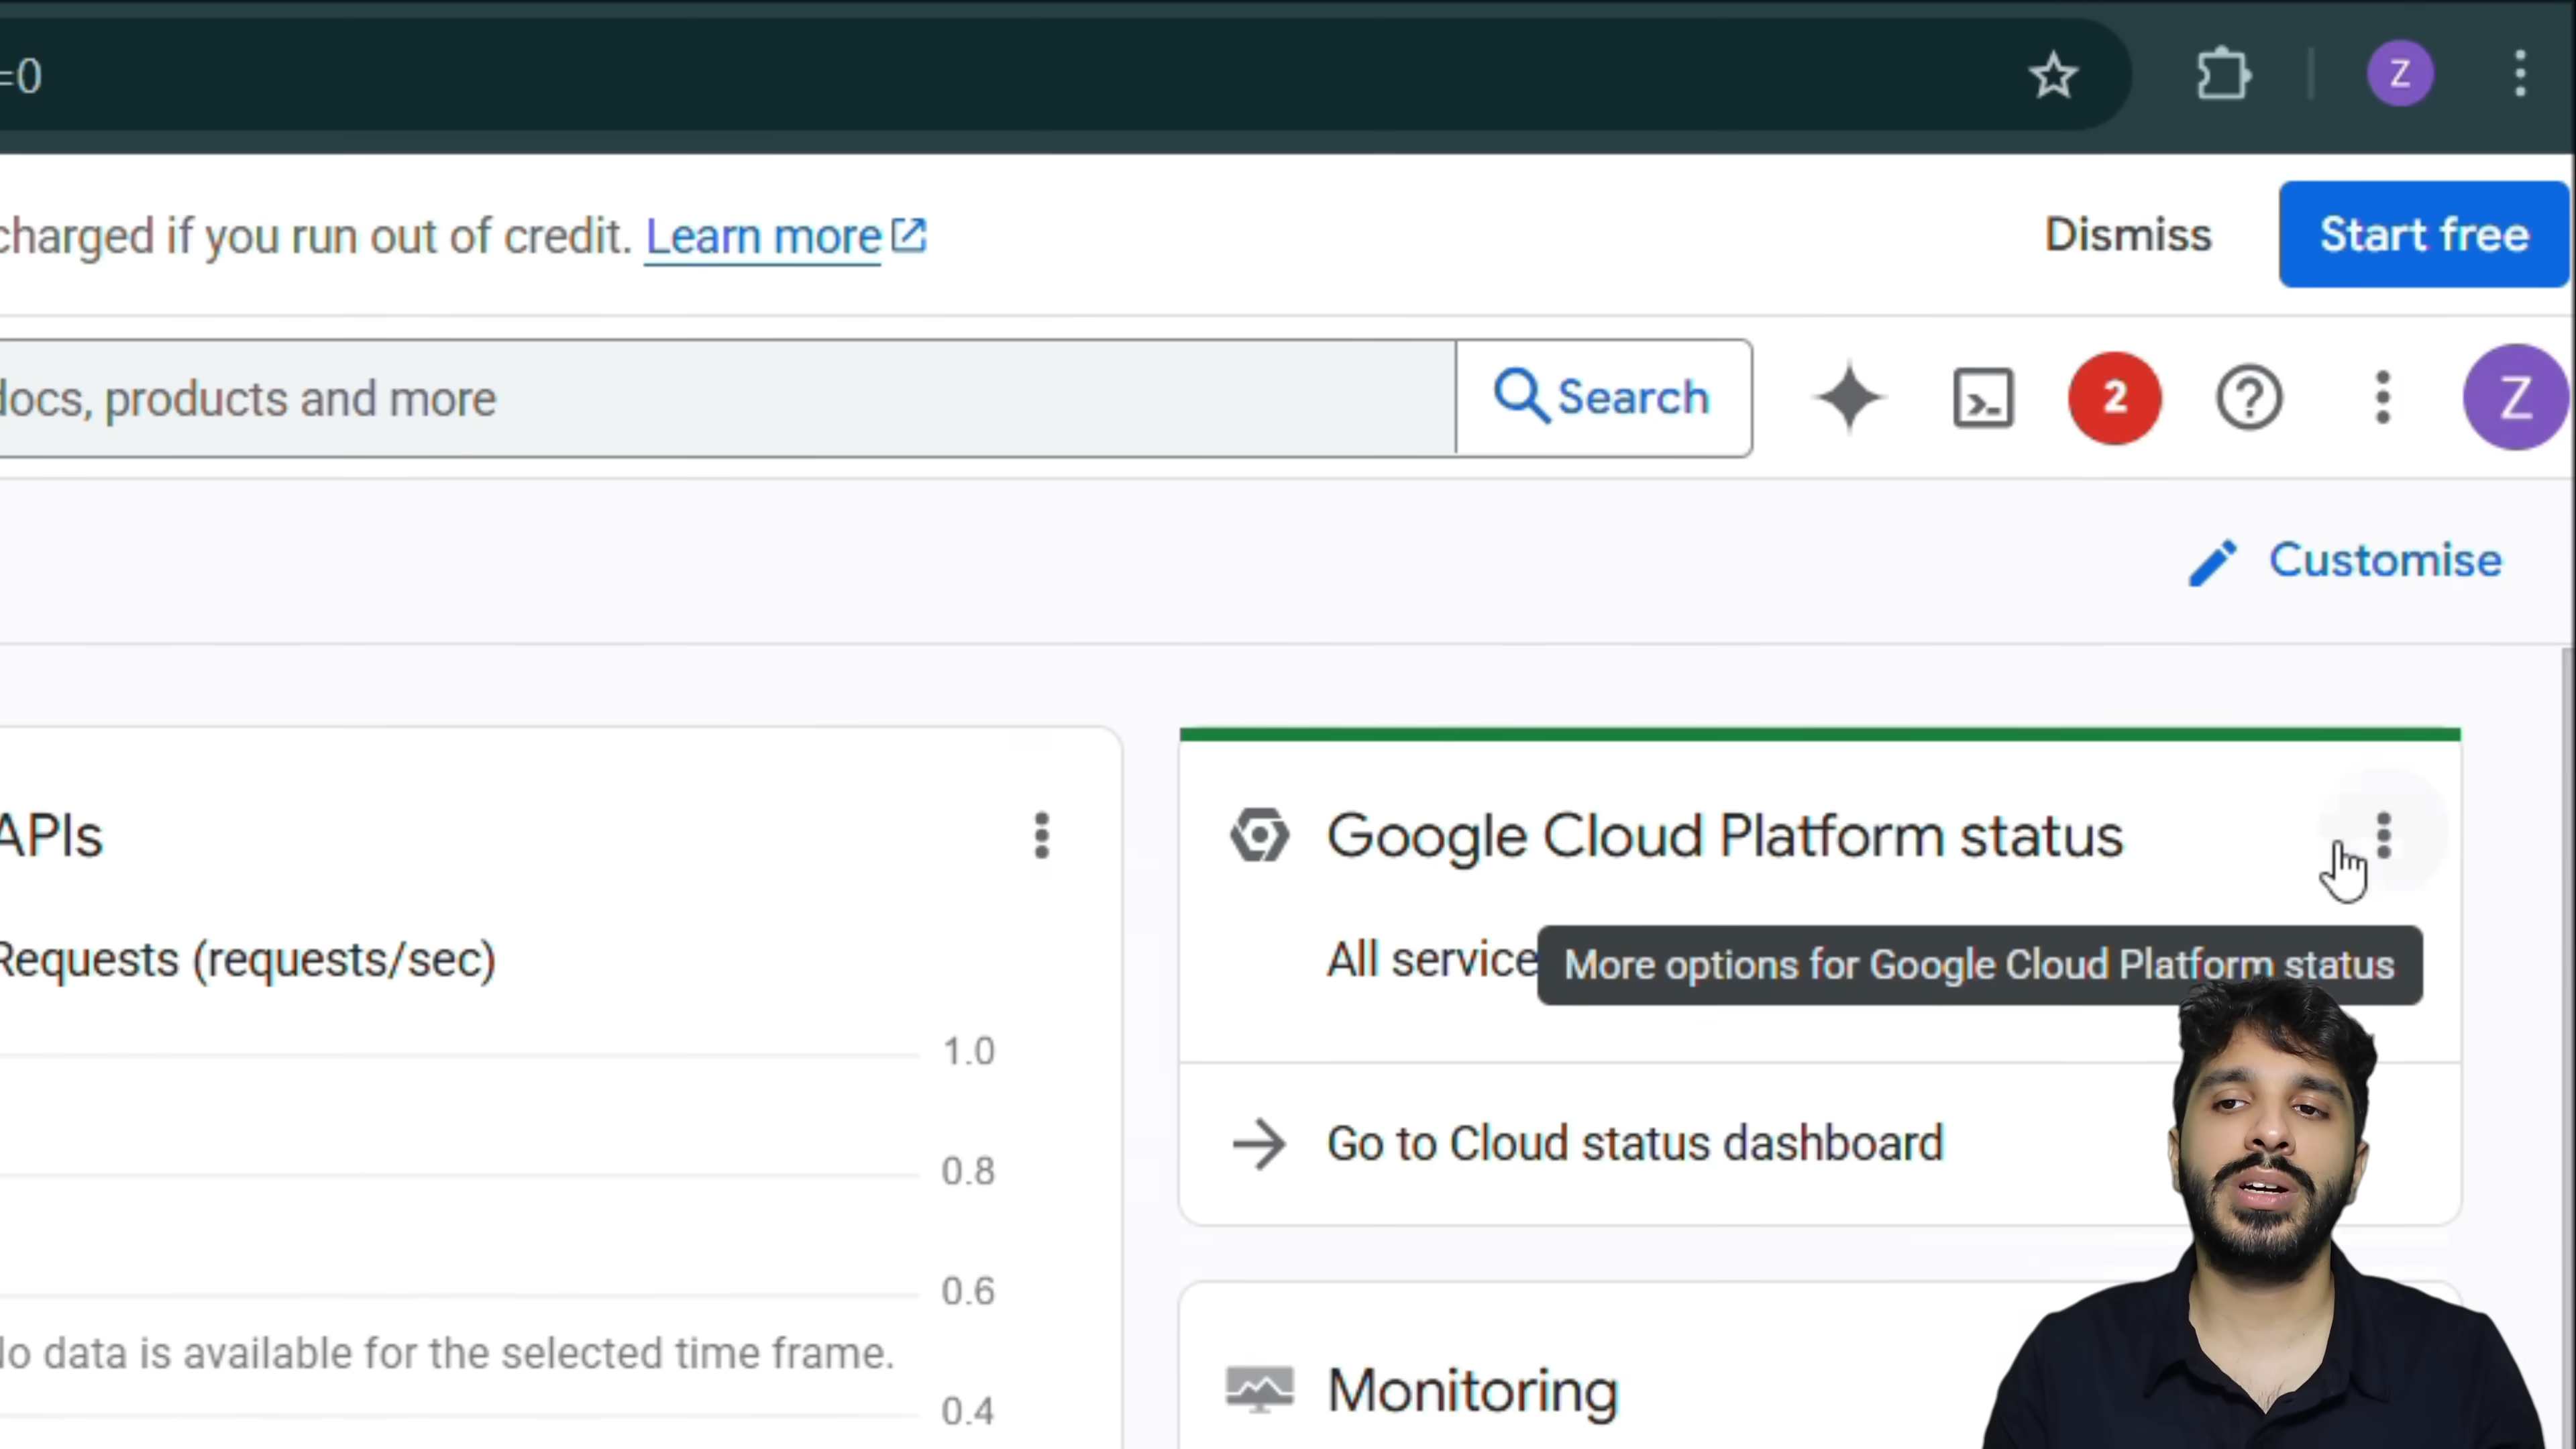 =0
Z
charged if you run out of credit. Learn more
Dismiss
Start free
docs, products and more
Search
2
Z
Customise
APIs
Requests (requests/sec)
1.0
0.8
0.6
data is available for the selected time frame.
0.4
Google Cloud Platform status
All service
More options for Google Cloud Platform status
Go to Cloud status dashboard
Monitoring